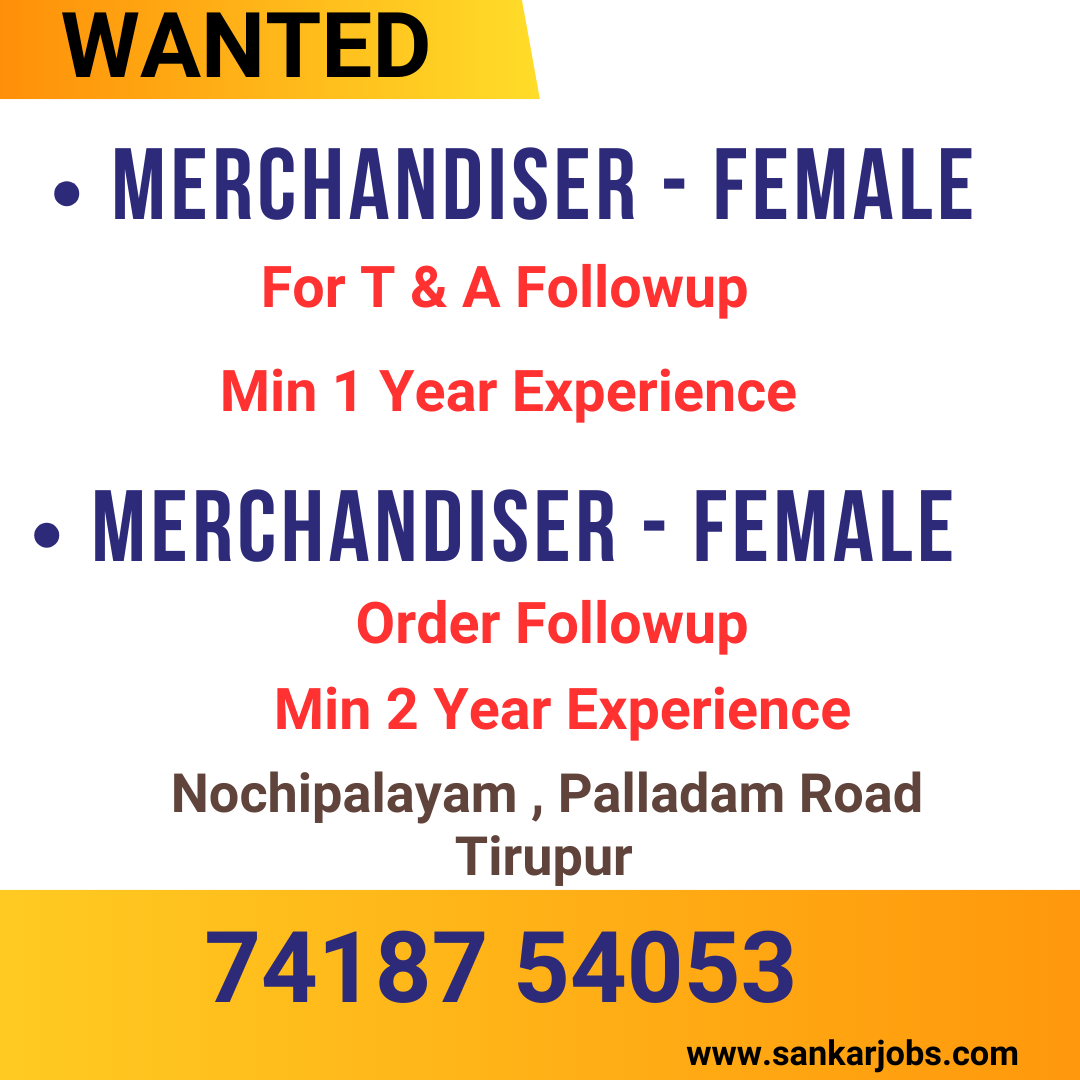 WANTED
• MERCHANDISER - FEMALE
For T & A Followup
Min 1 Year Experience
• MERCHANDISER - FEMALE
Order Followup
Min 2 Year Experience
Nochipalayam , Palladam Road
Tirupur
74187 54053
www.sankarjobs.com